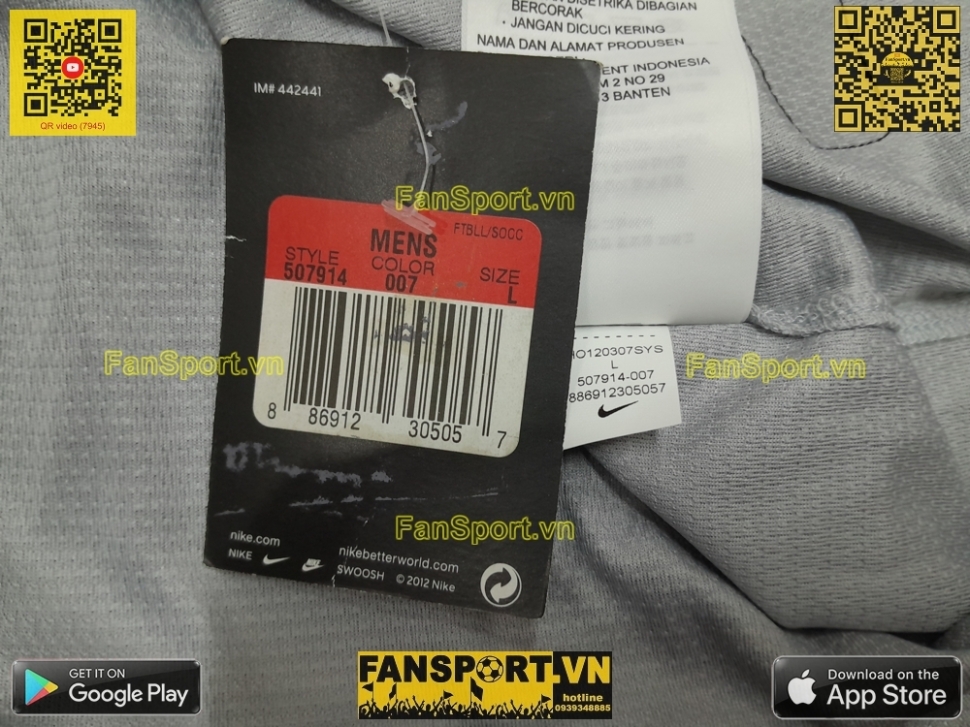 QR video (7945)
DISETRIKA DIBAGIAN
BERCORAK
• JANGAN DICUCI KERING
NAMA DAN ALAMAT PRODUSEN
ENT INDONESIA
M 2 NO 29
3 BANTEN
IM# 442441
FanSport.vn
FTBLL/SOCC
MENS
STYLE
COLOR
SIZE
507914
007
L
8 86912 30505 7
IO120307SYS
L
507914-007
886912305057
FanSport.vn
FanSport.vn
FanSport.vn
nike.com
nikebetterworld.com
NIKE
SWOOSH © 2012 Nike
GET IT ON
Google Play
FANSPORT.VN
hotline
0939348885
Download on the
App Store